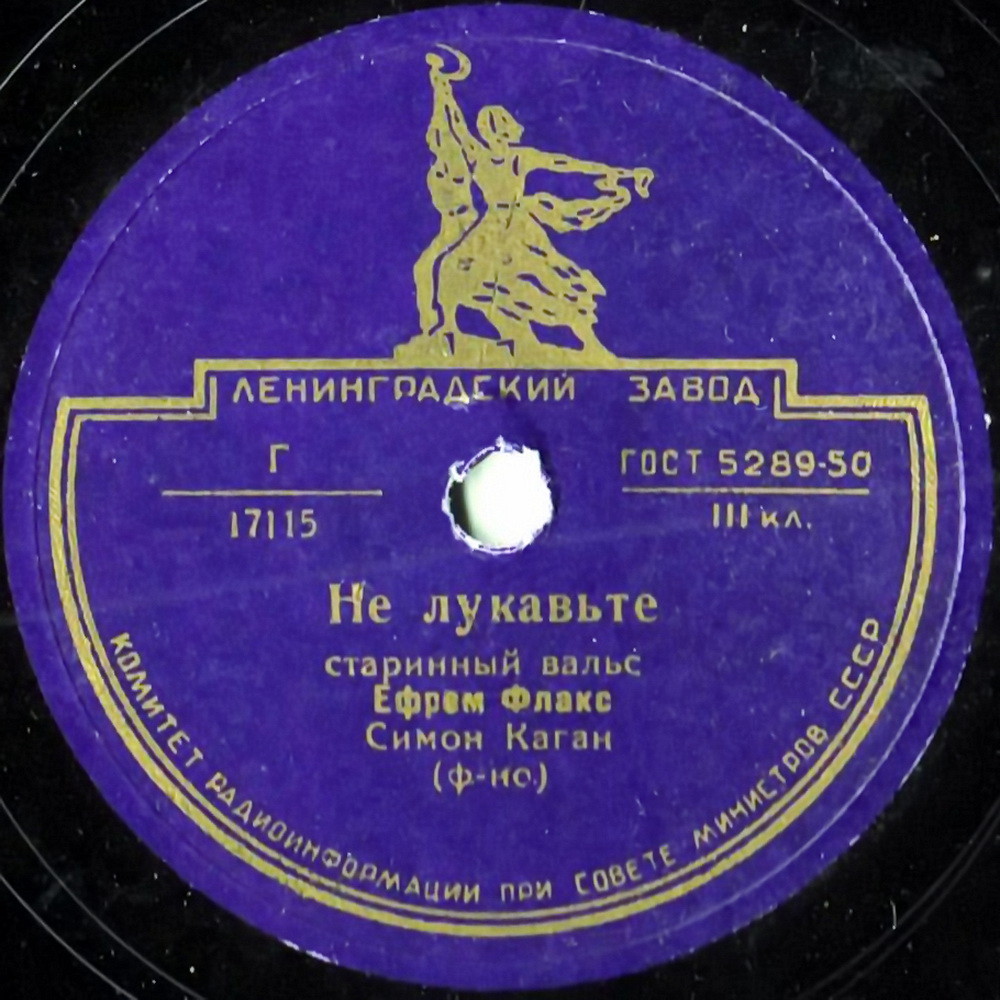 ЛЕНИНГРАДСКИЙ ЗАВОД
Г
17115
ГОСТ 5289-50
III кл.
Не лукавьте
старинный вальс
Ефрем Флакс
Симон Каган
(ф-но)
КОМИТЕТ РАДИОИНФОРМАЦИИ ПРИ СОВЕТЕ МИНИСТРОВ СССР